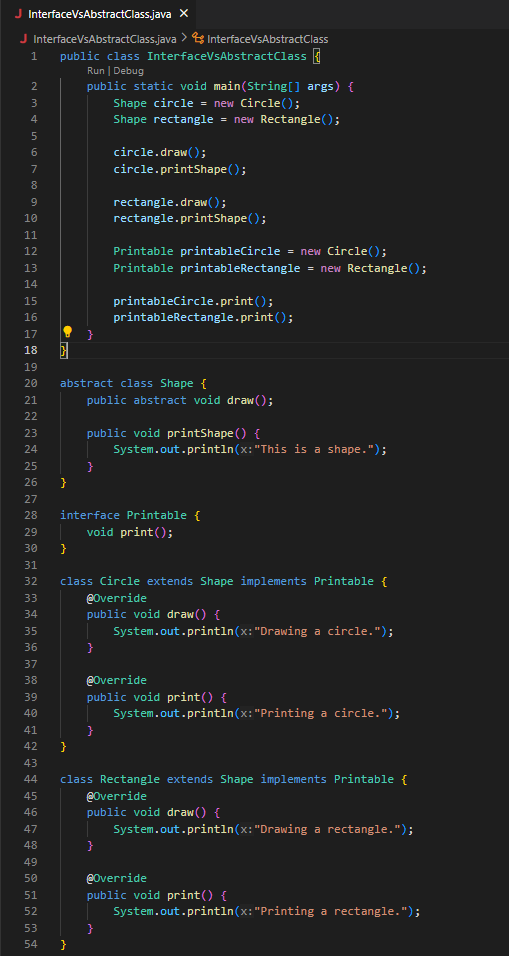 InterfaceVsAbstractClass.java ×
InterfaceVsAbstractClass.java > InterfaceVsAbstractClass
1 public class InterfaceVsAbstractClass {
Run | Debug
2     public static void main(String[] args) {
3         Shape circle = new Circle();
4         Shape rectangle = new Rectangle();
5
6         circle.draw();
7         circle.printShape();
8
9         rectangle.draw();
10         rectangle.printShape();
11
12         Printable printableCircle = new Circle();
13         Printable printableRectangle = new Rectangle();
14
15         printableCircle.print();
16         printableRectangle.print();
17     }
18 }
19
20 abstract class Shape {
21     public abstract void draw();
22
23     public void printShape() {
24         System.out.println(x:"This is a shape.");
25     }
26 }
27
28 interface Printable {
29     void print();
30 }
31
32 class Circle extends Shape implements Printable {
33     @Override
34     public void draw() {
35         System.out.println(x:"Drawing a circle.");
36     }
37
38     @Override
39     public void print() {
40         System.out.println(x:"Printing a circle.");
41     }
42 }
43
44 class Rectangle extends Shape implements Printable {
45     @Override
46     public void draw() {
47         System.out.println(x:"Drawing a rectangle.");
48     }
49
50     @Override
51     public void print() {
52         System.out.println(x:"Printing a rectangle.");
53     }
54 }